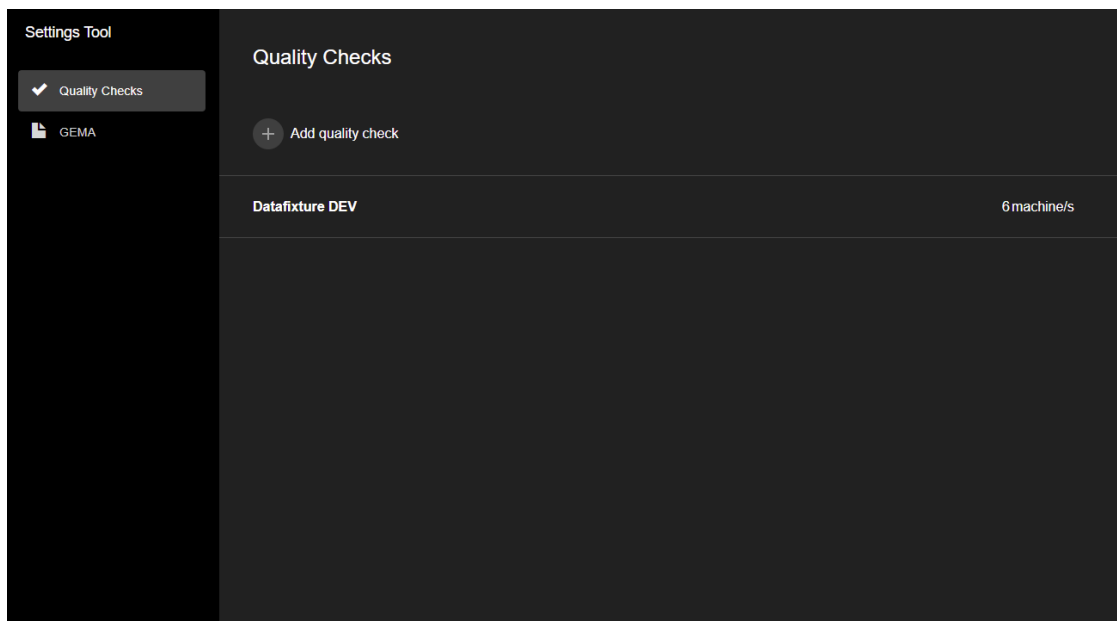 Settings Tool
Quality Checks
GEMA
Quality Checks
Add quality check
Datafixture DEV 6 machine/s